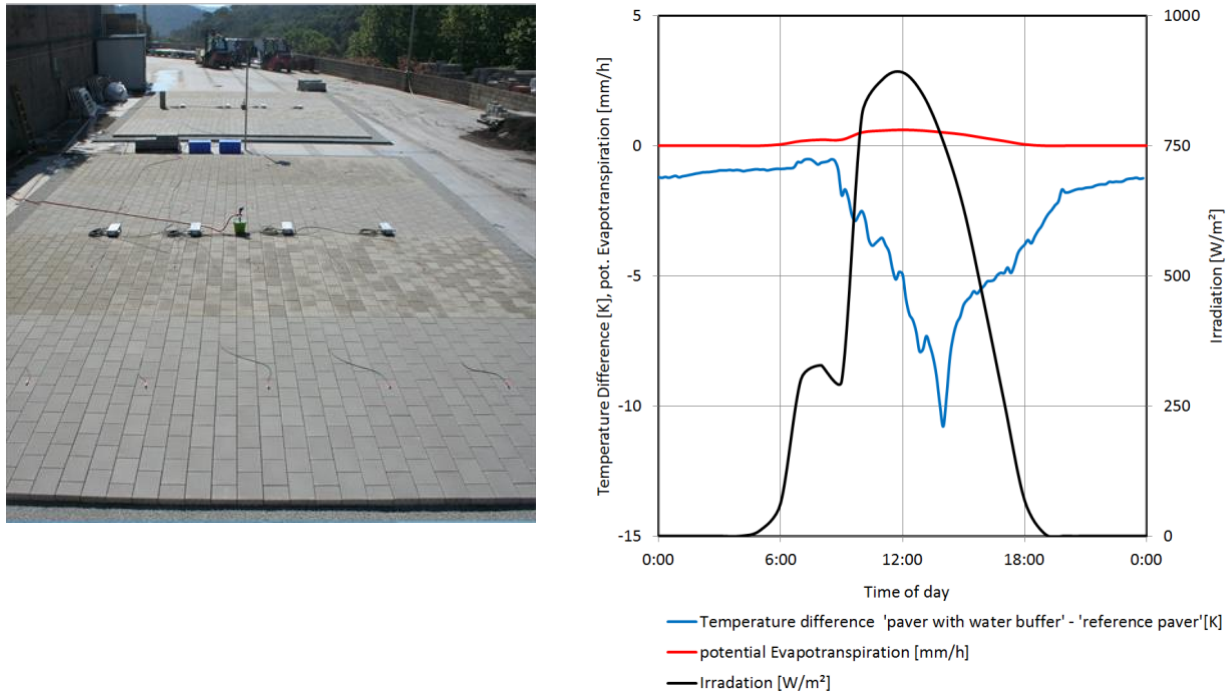 5
0
-5
-10
-15
Temperature Difference [K], pot. Evapotranspiration [mm/h]
1000
750
500
250
0
Irradiation [W/m²]
0:00 6:00 12:00 18:00 0:00
Time of day
Temperature difference 'paver with water buffer' - 'reference paver'[K]
potential Evapotranspiration [mm/h]
Irradiation [W/m²]